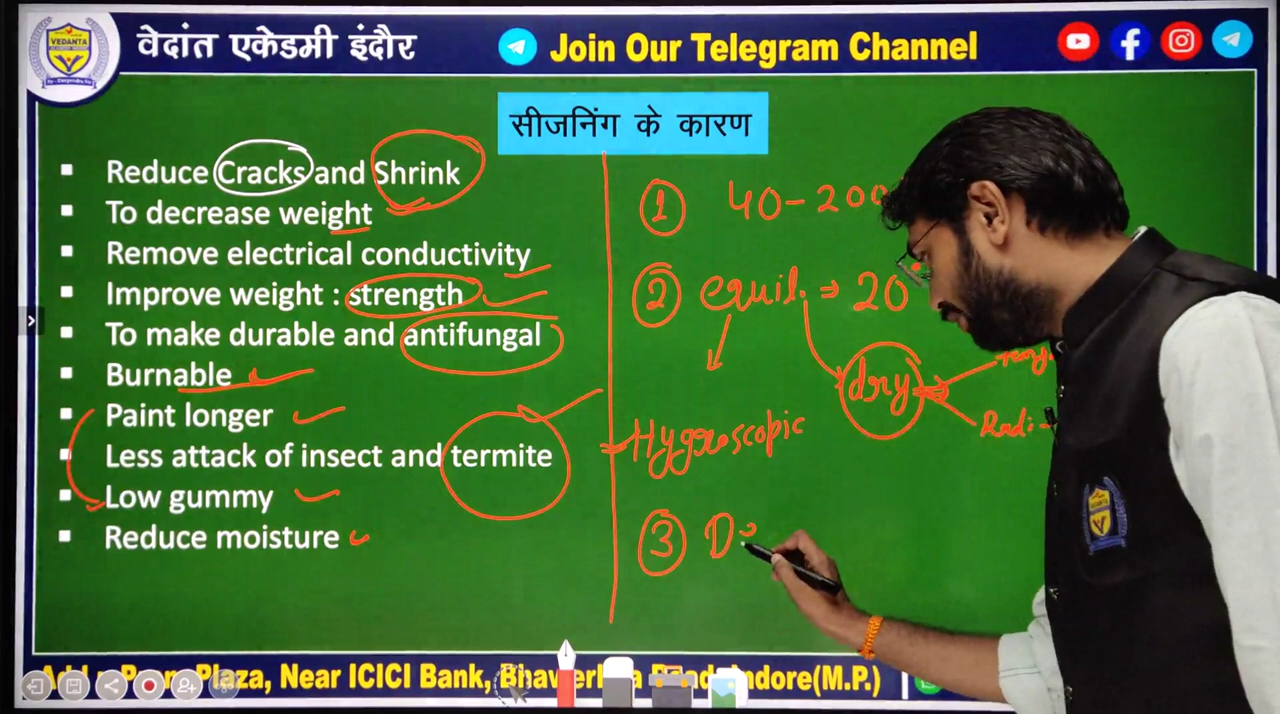 VEDANTA
वेदांत एकेडमी इंदौर
Join Our Telegram Channel
सीजनिंग के कारण
Reduce Cracks and Shrink
To decrease weight
Remove electrical conductivity
Improve weight : strength
To make durable and antifungal
Burnable
Paint longer
Less attack of insect and termite
Low gummy
Reduce moisture
① 40-200
② equil. ⇒ 20
dry
Radi-
Hygroscopic
③
Plaza, Near ICICI Bank,
(M.P.)